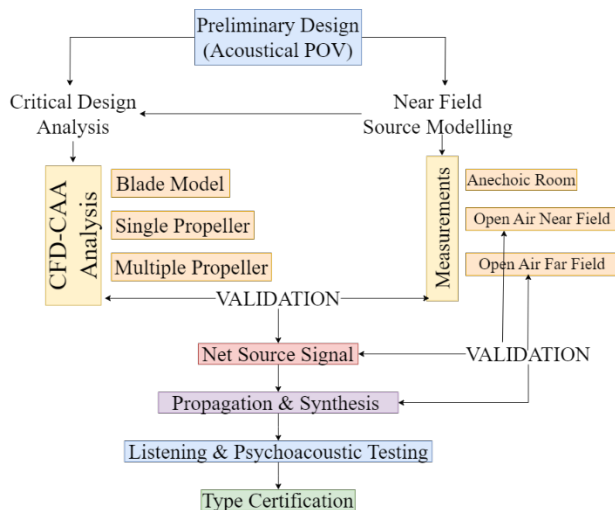 Preliminary Design
(Acoustical POV)
Critical Design
Analysis
Near Field
Source Modelling
CFD-CAA
Analysis
Blade Model
Single Propeller
Multiple Propeller
Measurements
Anechoic Room
Open Air Near Field
Open Air Far Field
VALIDATION
Net Source Signal
VALIDATION
Propagation & Synthesis
Listening & Psychoacoustic Testing
Type Certification